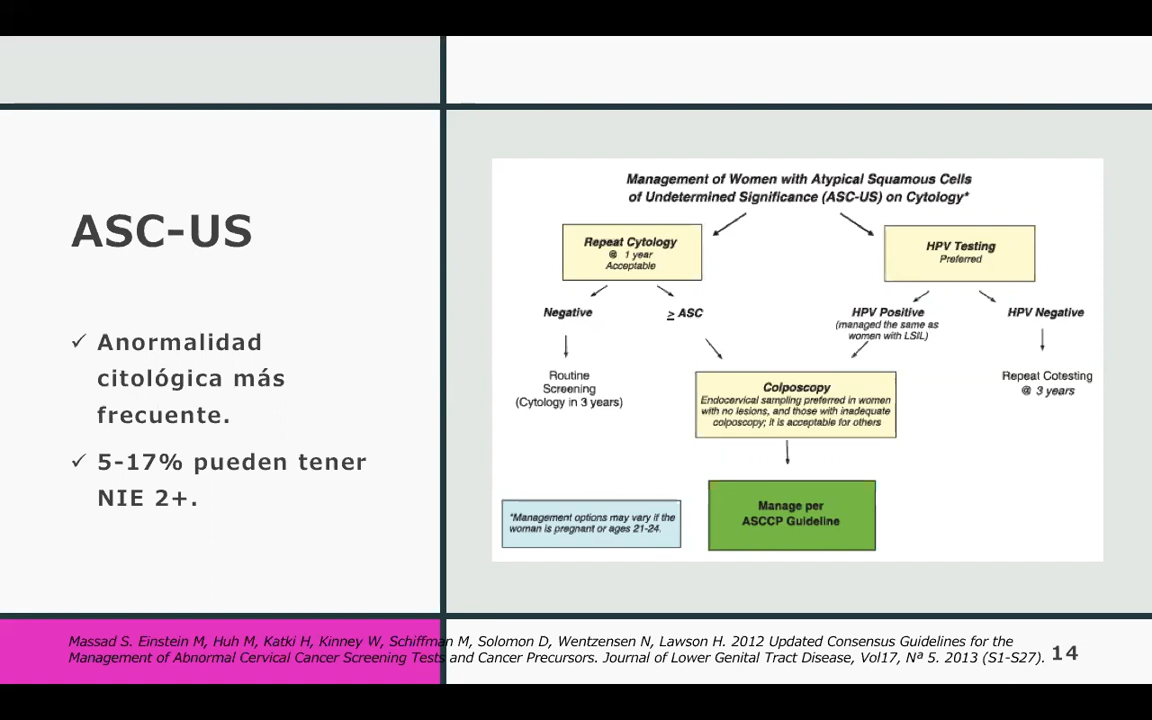 ASC-US
✓ Anormalidad
citológica más
frecuente.
✓ 5-17% pueden tener
NIE 2+.
Management of Women with Atypical Squamous Cells
of Undetermined Significance (ASC-US) on Cytology*
Repeat Cytology
@ 1 year
Acceptable
HPV Testing
Preferred
Negative
≥ ASC
HPV Positive
(managed the same as
women with LSIL)
HPV Negative
Routine
Screening
(Cytology in 3 years)
Colposcopy
Endocervical sampling preferred in women
with no lesions, and those with inadequate
colposcopy; it is acceptable for others
Repeat Cotesting
@ 3 years
Manage per
ASCCP Guideline
*Management options may vary if the
woman is pregnant or ages 21-24.
Massad S. Einstein M, Huh M, Katki H, Kinney W, Schiffman M, Solomon D, Wentzensen N, Lawson H. 2012 Updated Consensus Guidelines for the
Management of Abnormal Cervical Cancer Screening Tests and Cancer Precursors. Journal of Lower Genital Tract Disease, Vol17, Nª 5. 2013 (S1-S27).
14